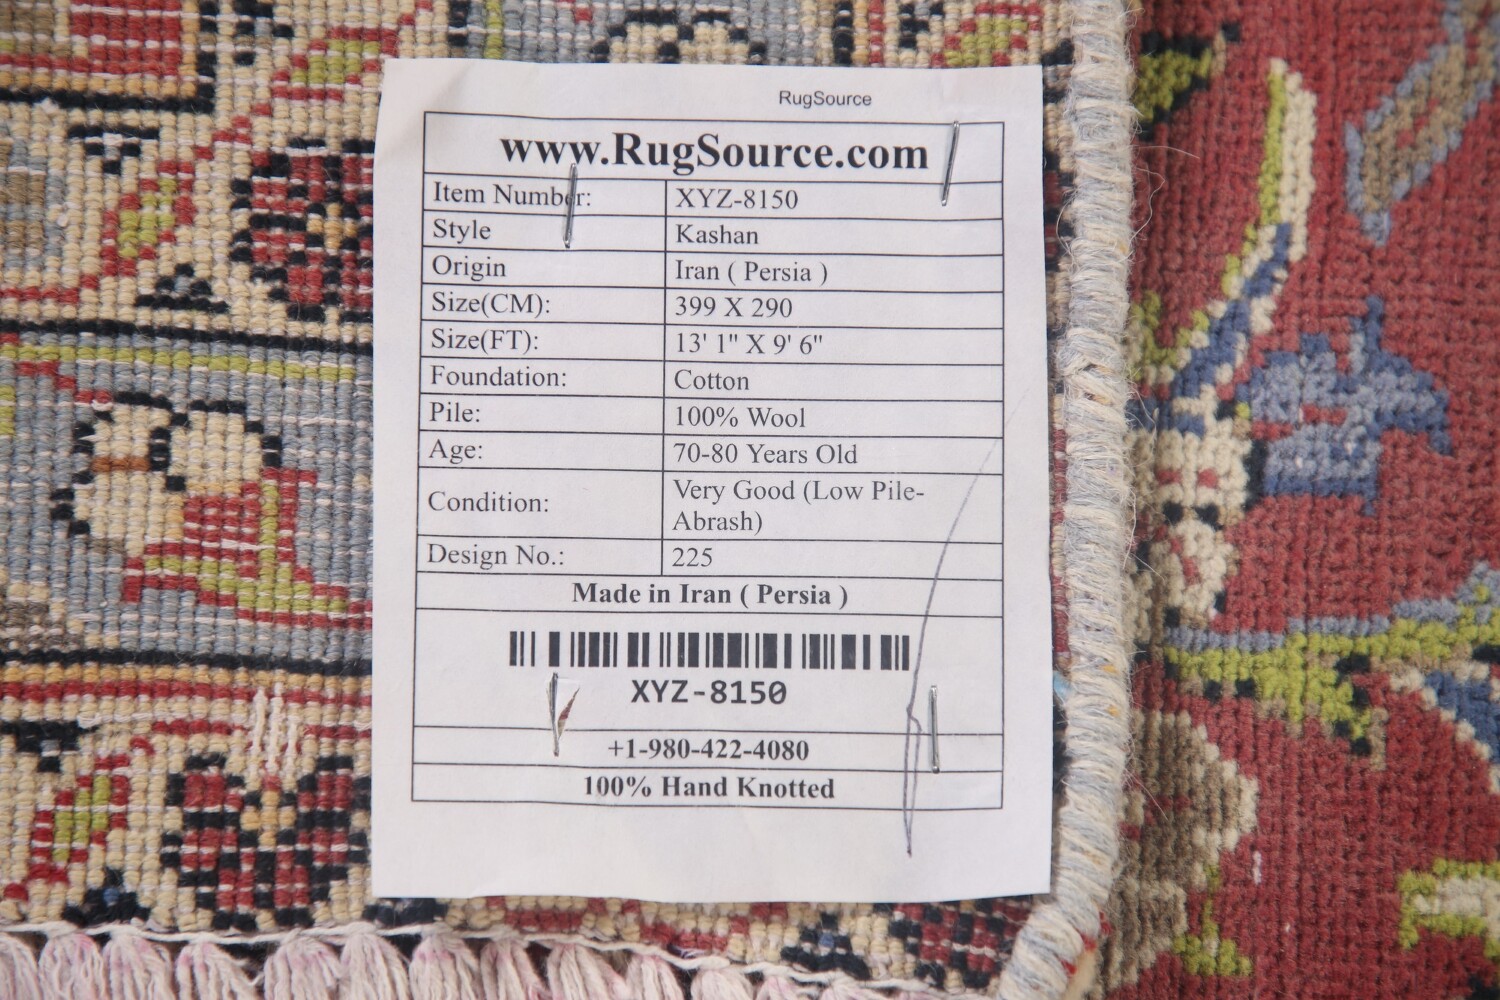 RugSource
www.RugSource.com
Item Number: XYZ-8150
Style Kashan
Origin Iran ( Persia )
Size(CM): 399 X 290
Size(FT): 13' 1" X 9' 6"
Foundation: Cotton
Pile: 100% Wool
Age: 70-80 Years Old
Condition: Very Good (Low Pile-
Abrash)
Design No.: 225
Made in Iran ( Persia )
XYZ-8150
+1-980-422-4080
100% Hand Knotted